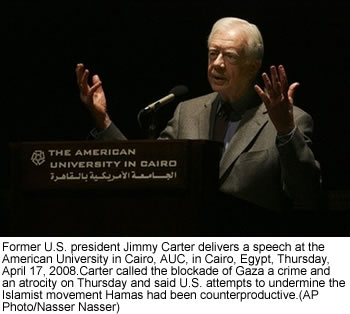 THE AMERICAN
UNIVERSITY IN CAIRO
الجامعة الأمريكية بالقاهرة
Former U.S. president Jimmy Carter delivers a speech at the
American University in Cairo, AUC, in Cairo, Egypt, Thursday,
April 17, 2008.Carter called the blockade of Gaza a crime and
an atrocity on Thursday and said U.S. attempts to undermine the
Islamist movement Hamas had been counterproductive.(AP
Photo/Nasser Nasser)